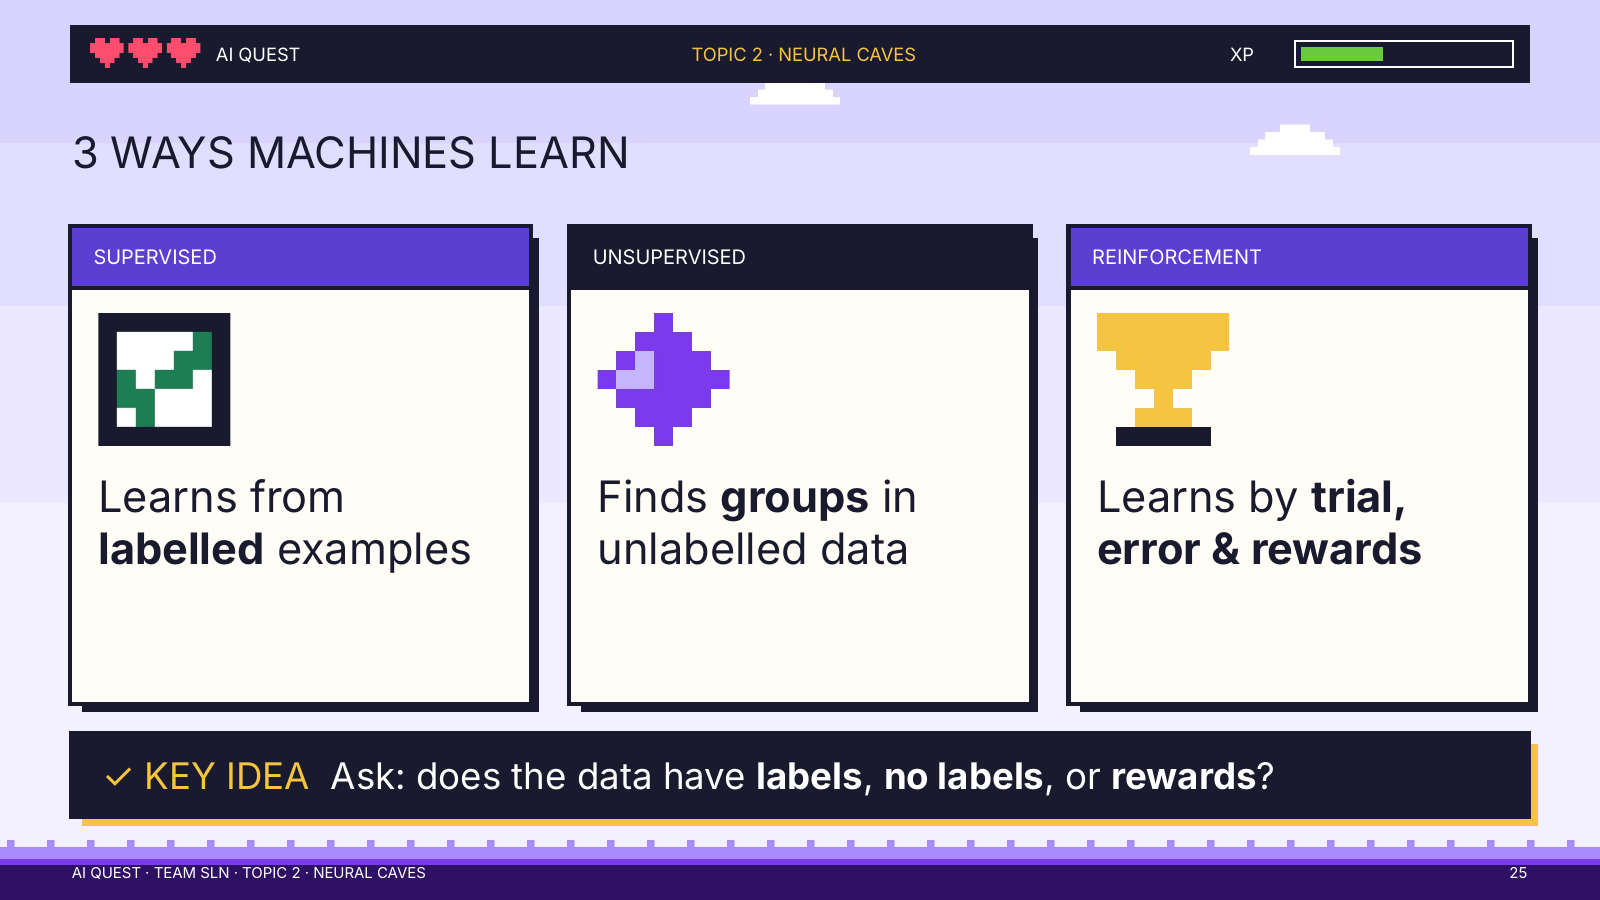 AI QUEST
TOPIC 2 · NEURAL CAVES
XP
3 WAYS MACHINES LEARN
SUPERVISED
Learns from
labelled examples
UNSUPERVISED
Finds groups in
unlabelled data
REINFORCEMENT
Learns by trial,
error & rewards
✓ KEY IDEA Ask: does the data have labels, no labels, or rewards?
AI QUEST · TEAM SLN · TOPIC 2 · NEURAL CAVES
25